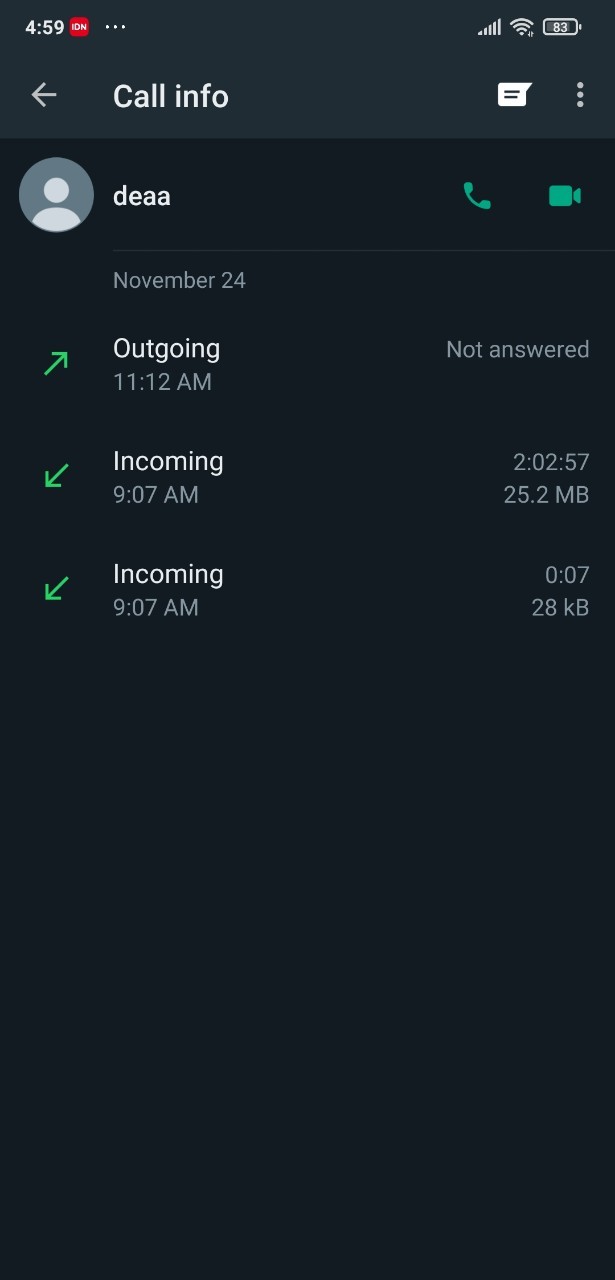 4:59 IDN ... 83
Call info
deaa
November 24
Outgoing Not answered
11:12 AM
Incoming 2:02:57
9:07 AM 25.2 MB
Incoming 0:07
9:07 AM 28 kB